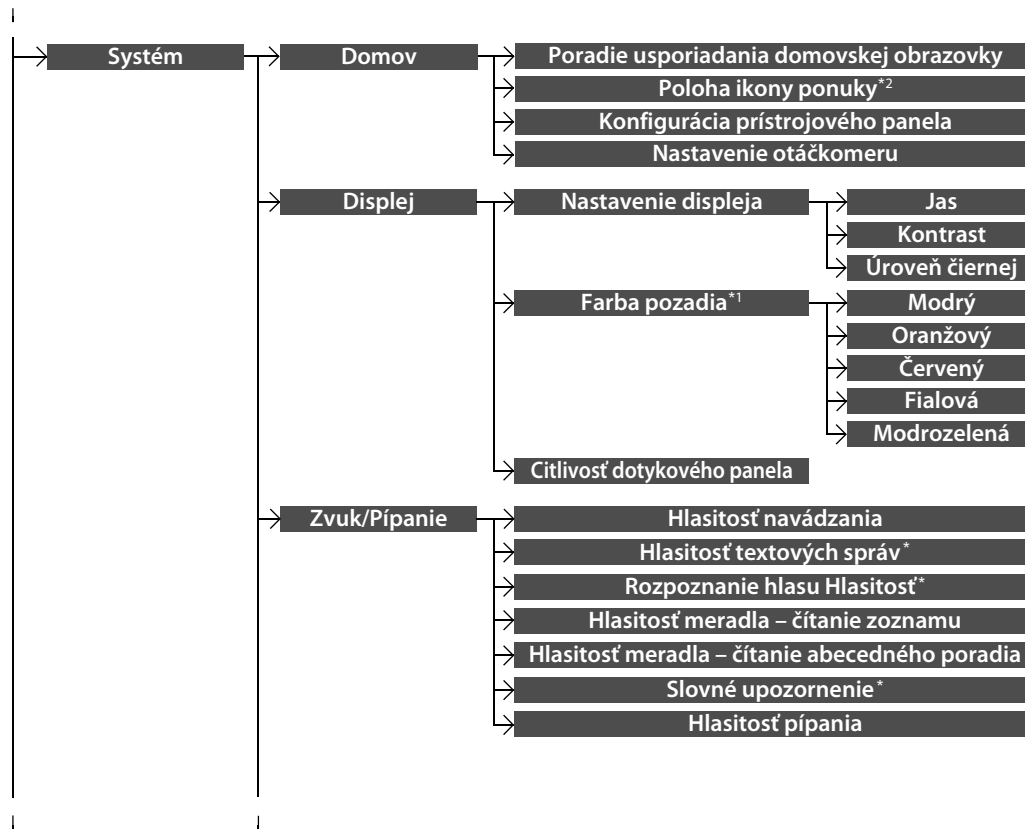 Systém
Domov
Poradie usporiadania domovskej obrazovky
Poloha ikony ponuky*2
Konfigurácia prístrojového panela
Nastavenie otáčkomeru
Displej
Nastavenie displeja
Jas
Kontrast
Úroveň čiernej
Farba pozadia*1
Modrý
Oranžový
Červený
Fialová
Modrozelená
Citlivosť dotykového panela
Zvuk/Pípanie
Hlasitosť navádzania
Hlasitosť textových správ*
Rozpoznanie hlasu Hlasitosť*
Hlasitosť meradla – čítanie zoznamu
Hlasitosť meradla – čítanie abecedného poradia
Slovné upozornenie*
Hlasitosť pípania